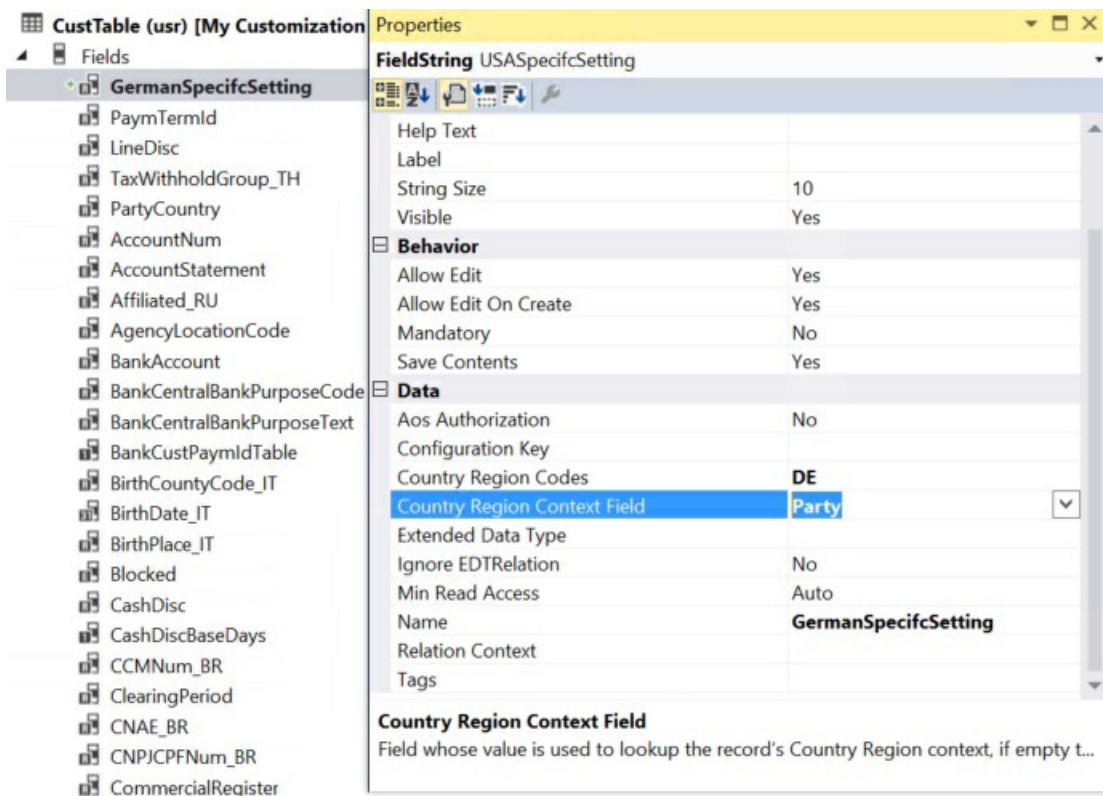 CustTable (usr) [My Customization
Fields
GermanSpecifcSetting
PaymTermId
LineDisc
TaxWithholdGroup_TH
PartyCountry
AccountNum
AccountStatement
Affiliated_RU
AgencyLocationCode
BankAccount
BankCentralBankPurposeCode
BankCentralBankPurposeText
BankCustPaymIdTable
BirthCountyCode_IT
BirthDate_IT
BirthPlace_IT
Blocked
CashDisc
CashDiscBaseDays
CCMNum_BR
ClearingPeriod
CNAE_BR
CNPJCPFNum_BR
CommercialRegister
Properties
FieldString USASpecifcSetting
Help Text
Label
String Size 10
Visible Yes
Behavior
Allow Edit Yes
Allow Edit On Create Yes
Mandatory No
Save Contents Yes
Data
Aos Authorization No
Configuration Key
Country Region Codes DE
Country Region Context Field Party
Extended Data Type
Ignore EDTRelation No
Min Read Access Auto
Name GermanSpecifcSetting
Relation Context
Tags
Country Region Context Field
Field whose value is used to lookup the record's Country Region context, if empty t...